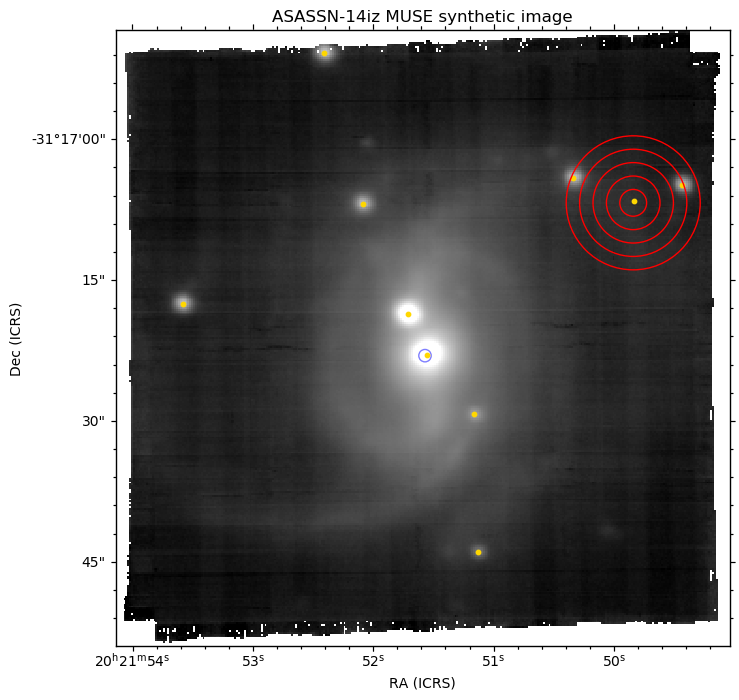 ASASSN-14iz MUSE synthetic image
-31°17'00"
15"
30"
45"
Dec (ICRS)
20ʰ21ᵐ54ˢ 53ˢ 52ˢ 51ˢ 50ˢ
RA (ICRS)